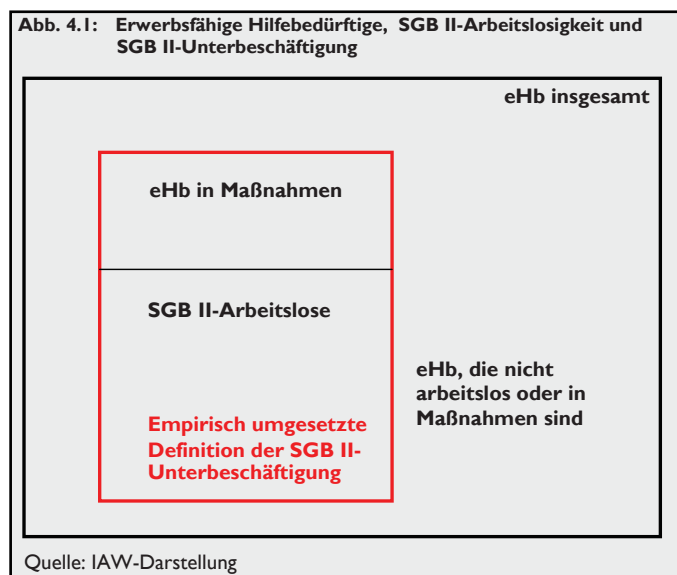 Abb. 4.1: Erwerbsfähige Hilfebedürftige, SGB II-Arbeitslosigkeit und
SGB II-Unterbeschäftigung
eHb insgesamt
eHb in Maßnahmen
SGB II-Arbeitslose
eHb, die nicht
arbeitslos oder in
Maßnahmen sind
Empirisch umgesetzte
Definition der SGB II-
Unterbeschäftigung
Quelle: IAW-Darstellung